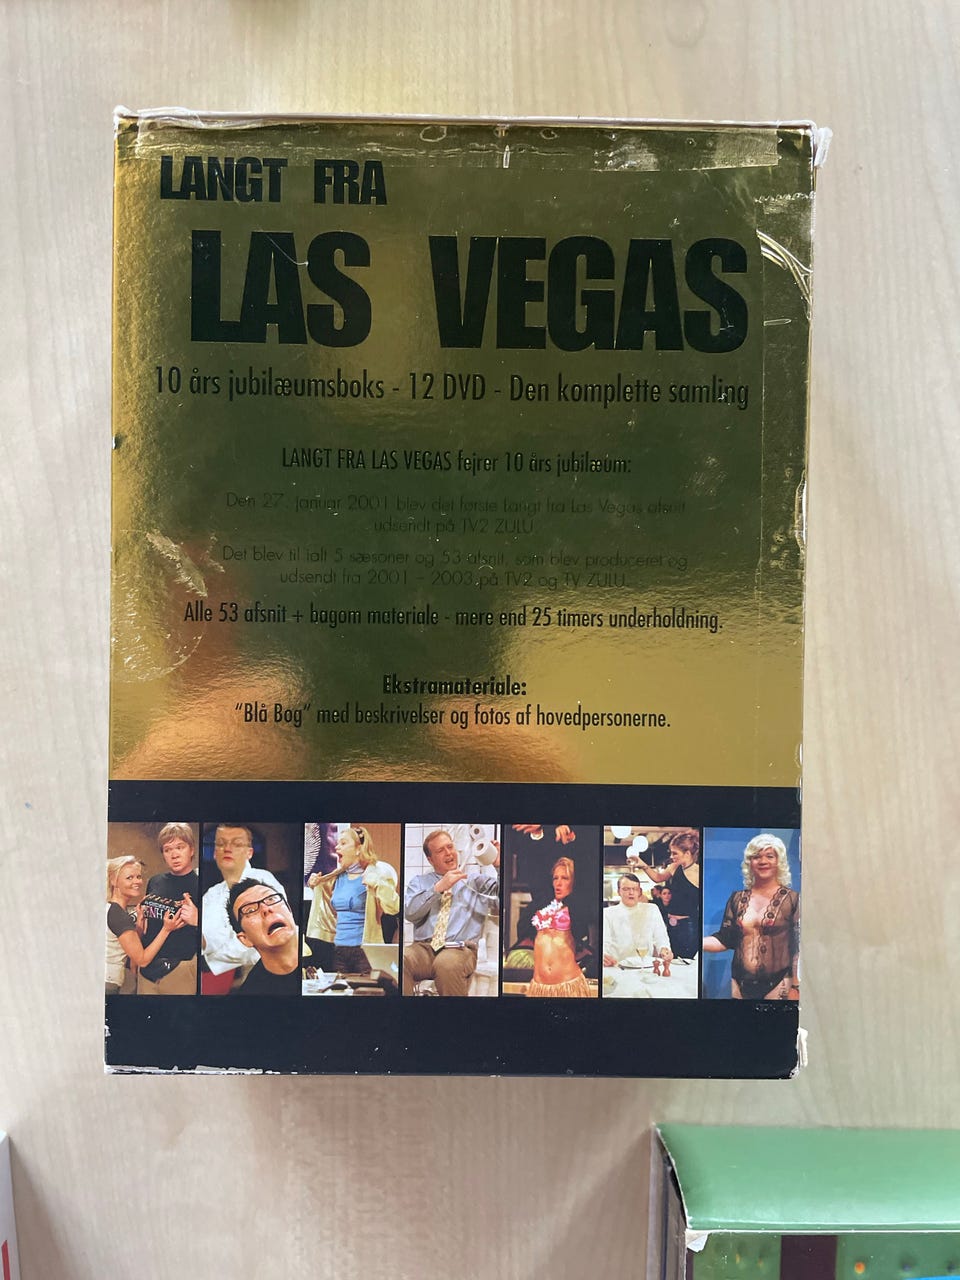 LANGT FRA
LAS VEGAS
10 års jubilæumsboks - 12 DVD - Den komplette samling
LANGT FRA LAS VEGAS fejrer 10 års jubilæum:
Den 27. januar 2001 blev det første Langt fra Las Vegas afsnit
udsendt på TV2 ZULU.
Det blev til ialt 5 sæsoner og 53 afsnit, som blev produceret og
udsendt fra 2001 - 2003 på TV2 og TV ZULU.
Alle 53 afsnit + bagom materiale - mere end 25 timers underholdning.
Ekstramateriale:
"Blå Bog" med beskrivelser og fotos af hovedpersonerne.